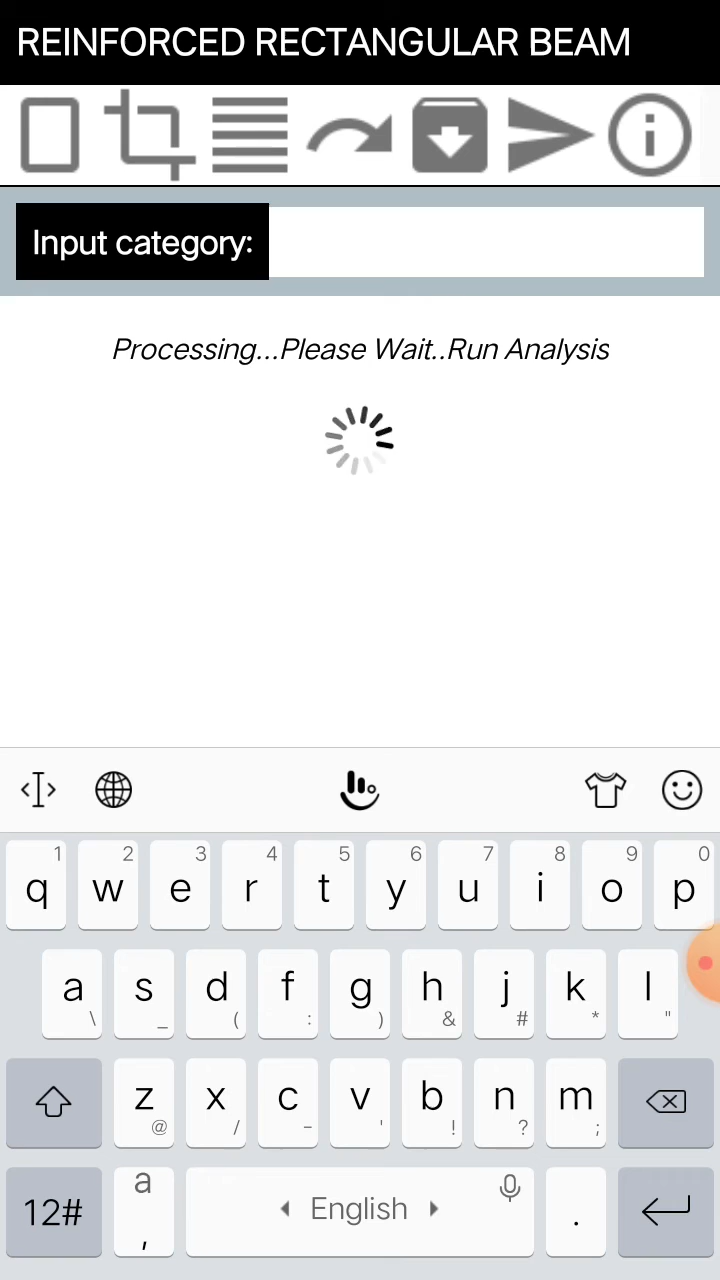 REINFORCED RECTANGULAR BEAM
Input category:
Processing...Please Wait..Run Analysis
1 2 3 4 5 6 7 8 9 0
q w e r t y u i o p
a s d f g h j k l
\ _ ( : ) & # * "
z x c v b n m
@ / - ' ! ? ;
12# a , English .